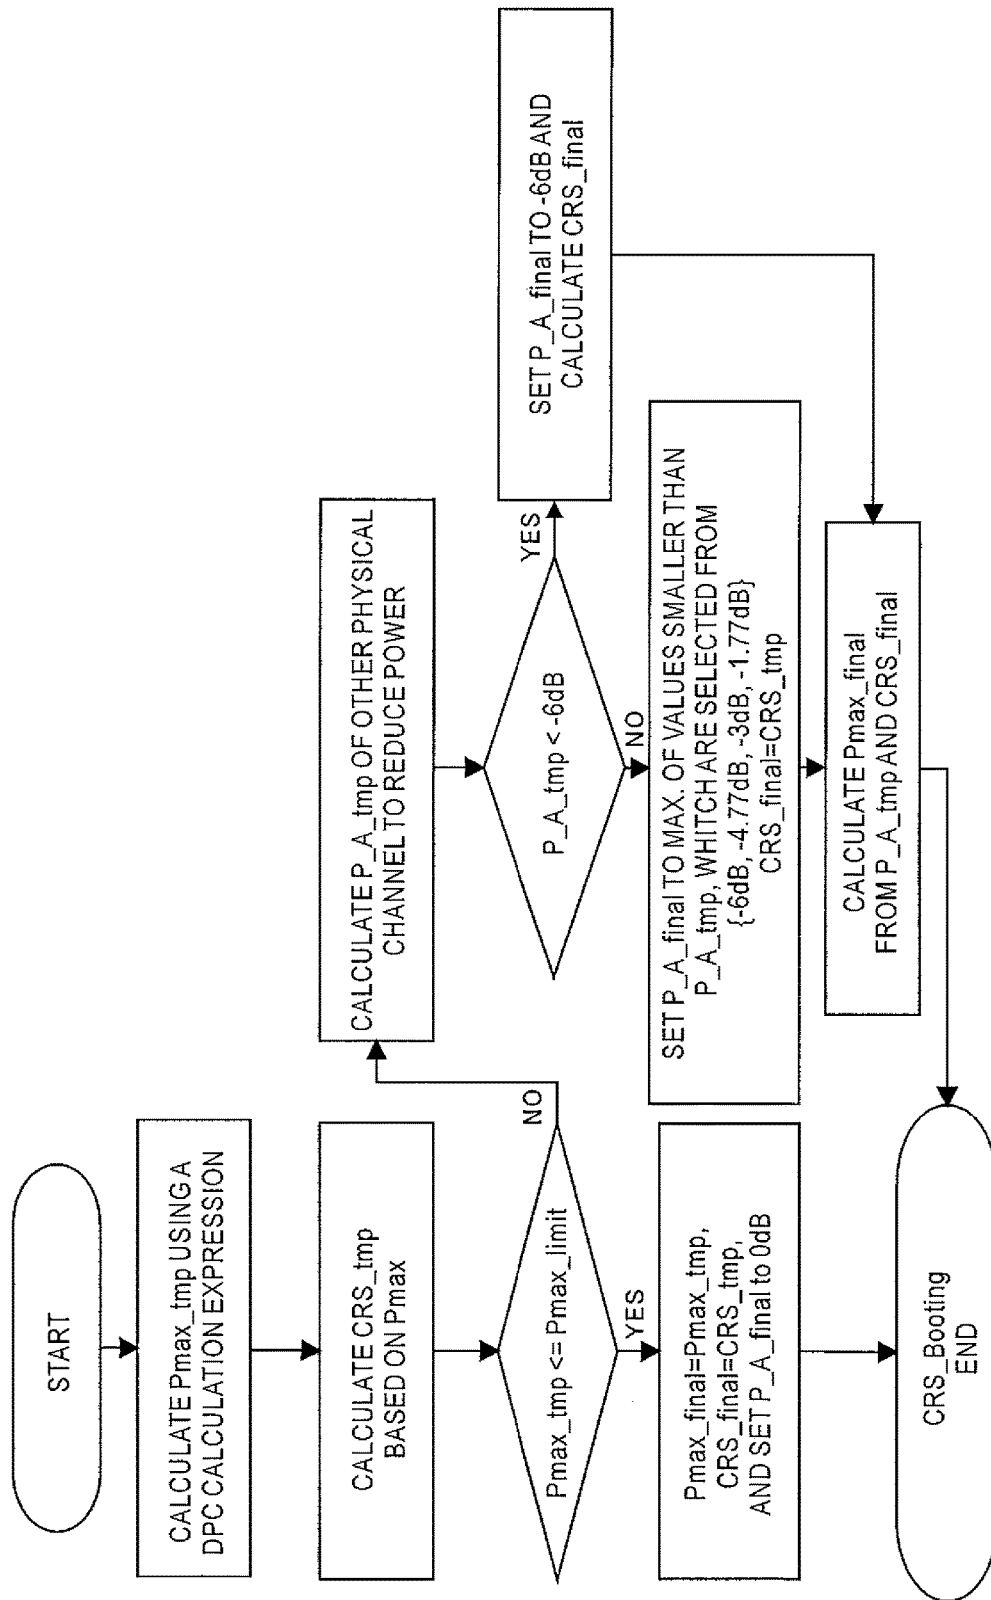 START
CALCULATE Pmax_tmp USING A
DPC CALCULATION EXPRESSION
CALCULATE CRS_tmp
BASED ON Pmax
Pmax_tmp <= Pmax_limit
NO
YES
Pmax_final=Pmax_tmp,
CRS_final=CRS_tmp,
AND SET P_A_final to 0dB
CRS_Booting
END
CALCULATE P_A_tmp OF OTHER PHYSICAL
CHANNEL TO REDUCE POWER
P_A_tmp < -6dB
YES
NO
SET P_A_final TO -6dB AND
CALCULATE CRS_final
SET P_A_final TO MAX. OF VALUES SMALLER THAN
P_A_tmp, WHITCH ARE SELECTED FROM
{-6dB, -4.77dB, -3dB, -1.77dB}
CRS_final=CRS_tmp
CALCULATE Pmax_final
FROM P_A_tmp AND CRS_final